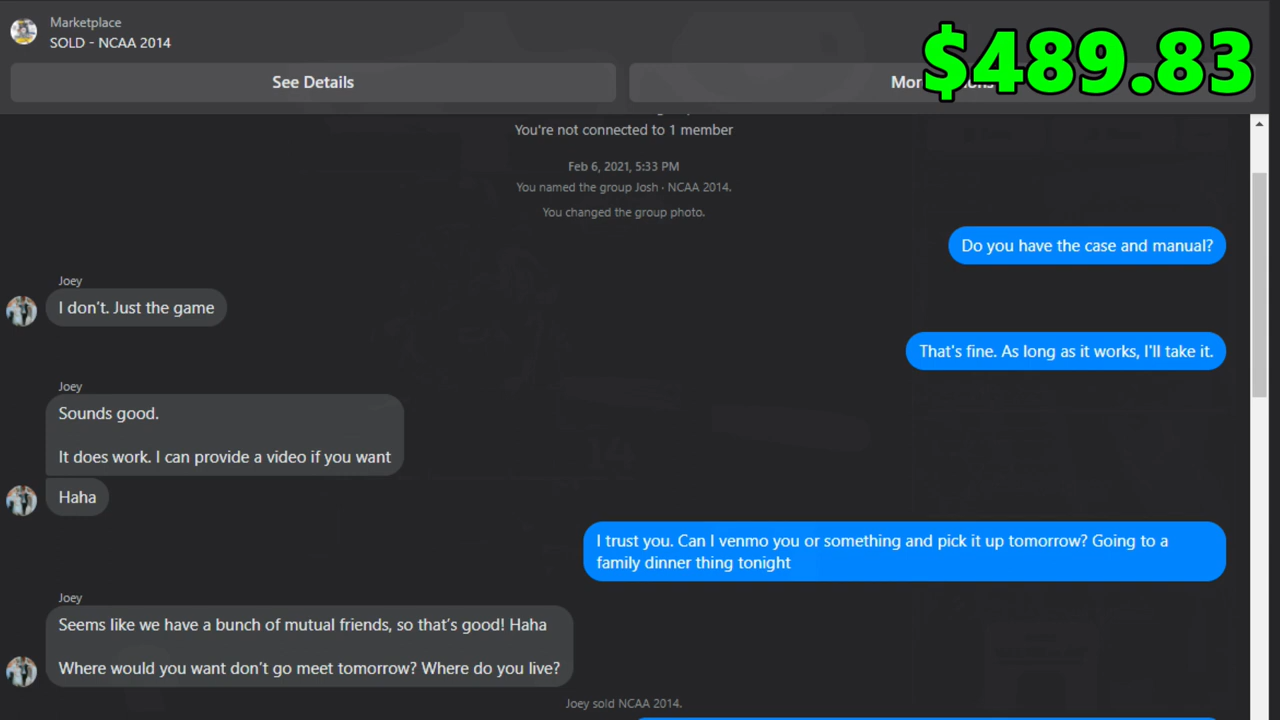 Marketplace
SOLD - NCAA 2014
$489.83
See Details
You're not connected to 1 member
Feb 6, 2021, 5:33 PM
You named the group Josh · NCAA 2014.
You changed the group photo.
Do you have the case and manual?
Joey
I don't. Just the game
That's fine. As long as it works, I'll take it.
Joey
Sounds good.
It does work. I can provide a video if you want
Haha
I trust you. Can I venmo you or something and pick it up tomorrow? Going to a
family dinner thing tonight
Joey
Seems like we have a bunch of mutual friends, so that's good! Haha
Where would you want don't go meet tomorrow? Where do you live?
Joey sold NCAA 2014.